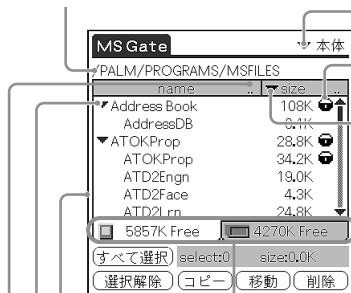 MS Gate 本体
/PALM/PROGRAMS/MSFILES
name .. size ..
Address Book 108K
AddressDB 0.1K
ATOKProp 28.8K
ATOKProp 34.2K
ATD2Engn 19.0K
ATD2Face 4.3K
ATD2Lrn 24.8K
5857K Free 4270K Free
すべて選択 select:0 size:0.0K
選択解除 コピー 移動 削除